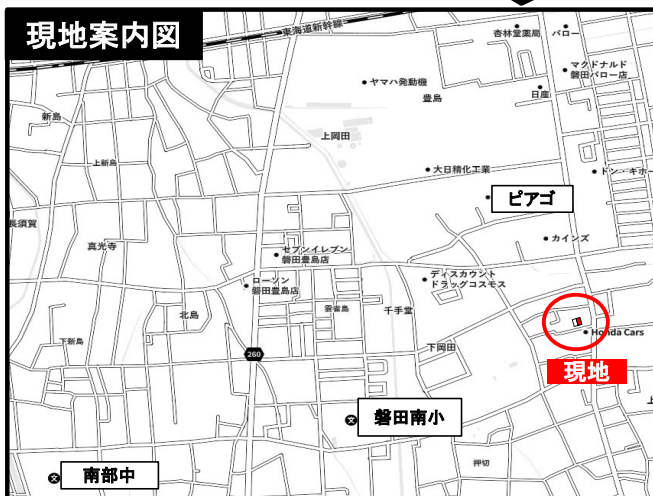 現地案内図
東海道新幹線
杏林堂薬局
バロー
マクドナルド
磐田バロー店
ヤマハ発動機
豊島
日産
新島
上岡田
上新島
大日精化工業
ドン・キホー
ピアゴ
長須賀
真光寺
カインズ
セブンイレブン
磐田豊島店
ディスカウント
ドラッグコスモス
ローソン
磐田豊島店
北島
千手堂
下新島
下岡田
Honda Cars
260
現地
磐田南小
押切
南部中